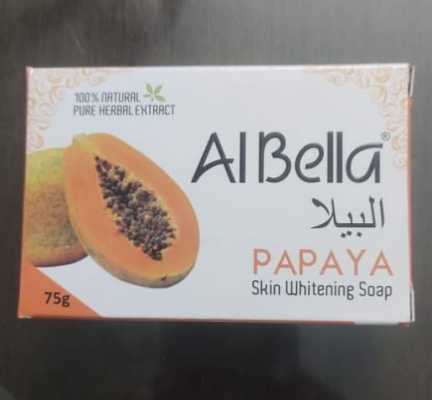 100% NATURAL
PURE HERBAL EXTRACT
Al Bella®
البيلا
PAPAYA
Skin Whitening Soap
75g